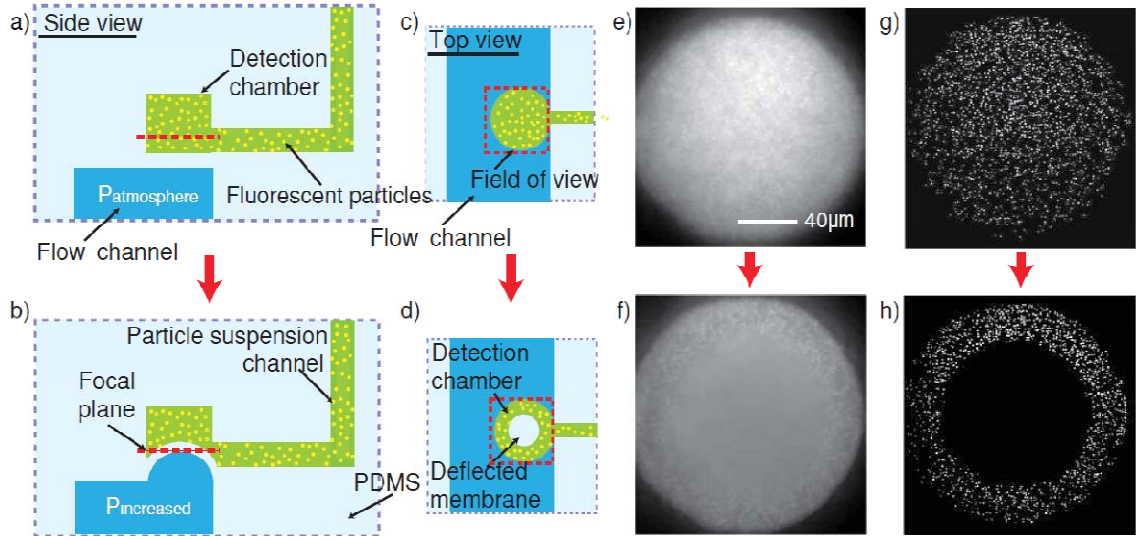 a)
Side view
Detection
chamber
Patmosphere
Fluorescent particles
Flow channel
c)
Top view
Field of view
Flow channel
e)
40µm
g)
b)
Particle suspension
channel
Focal
plane
PDMS
Pincreased
d)
Detection
chamber
Deflected
membrane
f)
h)